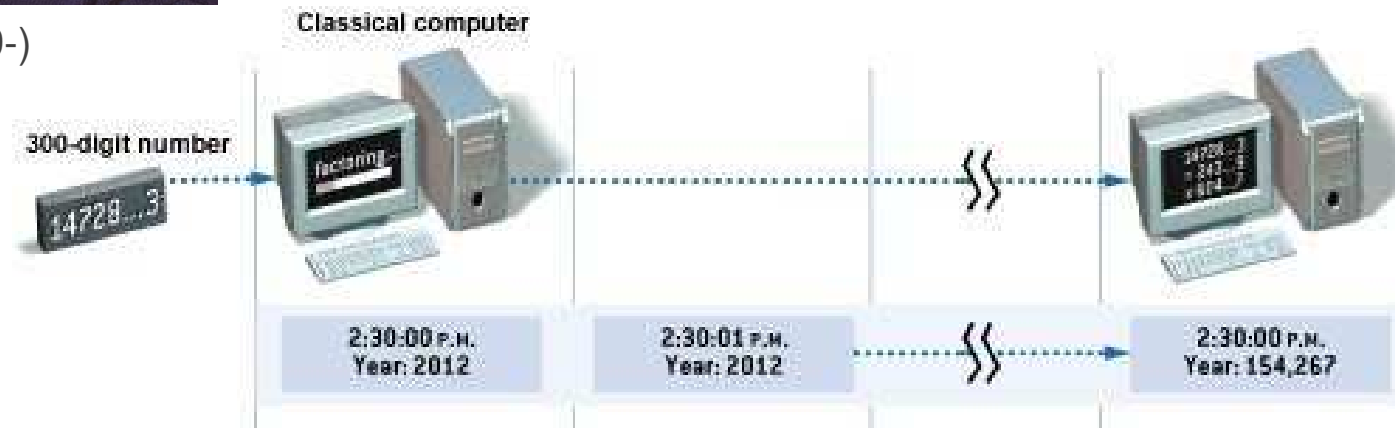 Classical computer
)-)
300-digit number
factoring...
14728...3
2:30:00 P.M.
Year: 2012
2:30:01 P.M.
Year: 2012
2:30:00 P.M.
Year: 154,267